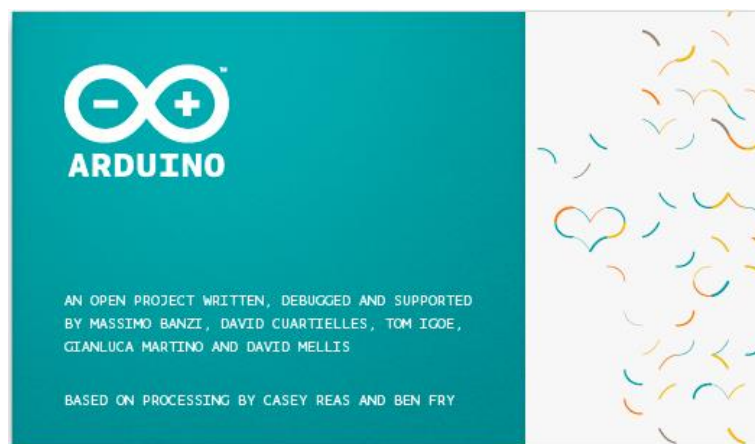 ™
ARDUINO
AN OPEN PROJECT WRITTEN, DEBUGGED AND SUPPORTED
BY MASSIMO BANZI, DAVID CUARTIELLES, TOM IGOE,
GIANLUCA MARTINO AND DAVID MELLIS
BASED ON PROCESSING BY CASEY REAS AND BEN FRY